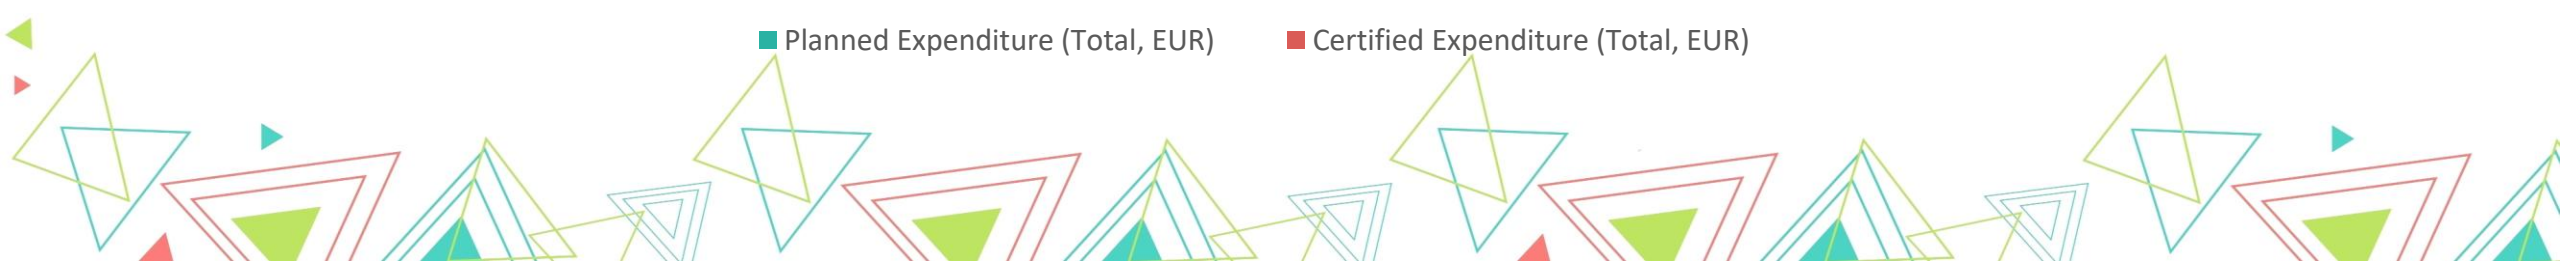 Planned Expenditure (Total, EUR) Certified Expenditure (Total, EUR)